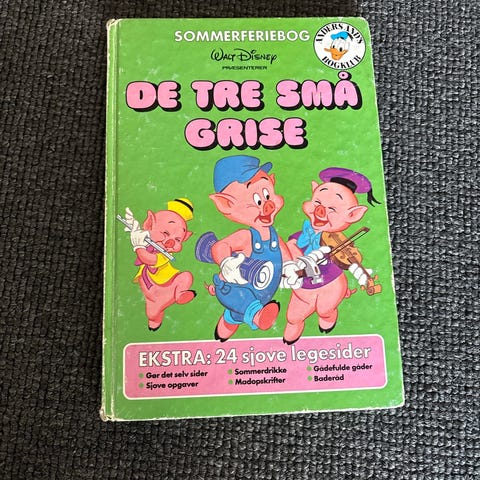 SOMMERFERIEBOG
ANDERS AND'S
BOGKLUB
Walt Disney
PRÆSENTERER
DE TRE SMÅ
GRISE
EKSTRA: 24 sjove legesider
Gør det selv sider
Sommerdrikke
Gådefulde gåder
Sjove opgaver
Madopskrifter
Baderåd